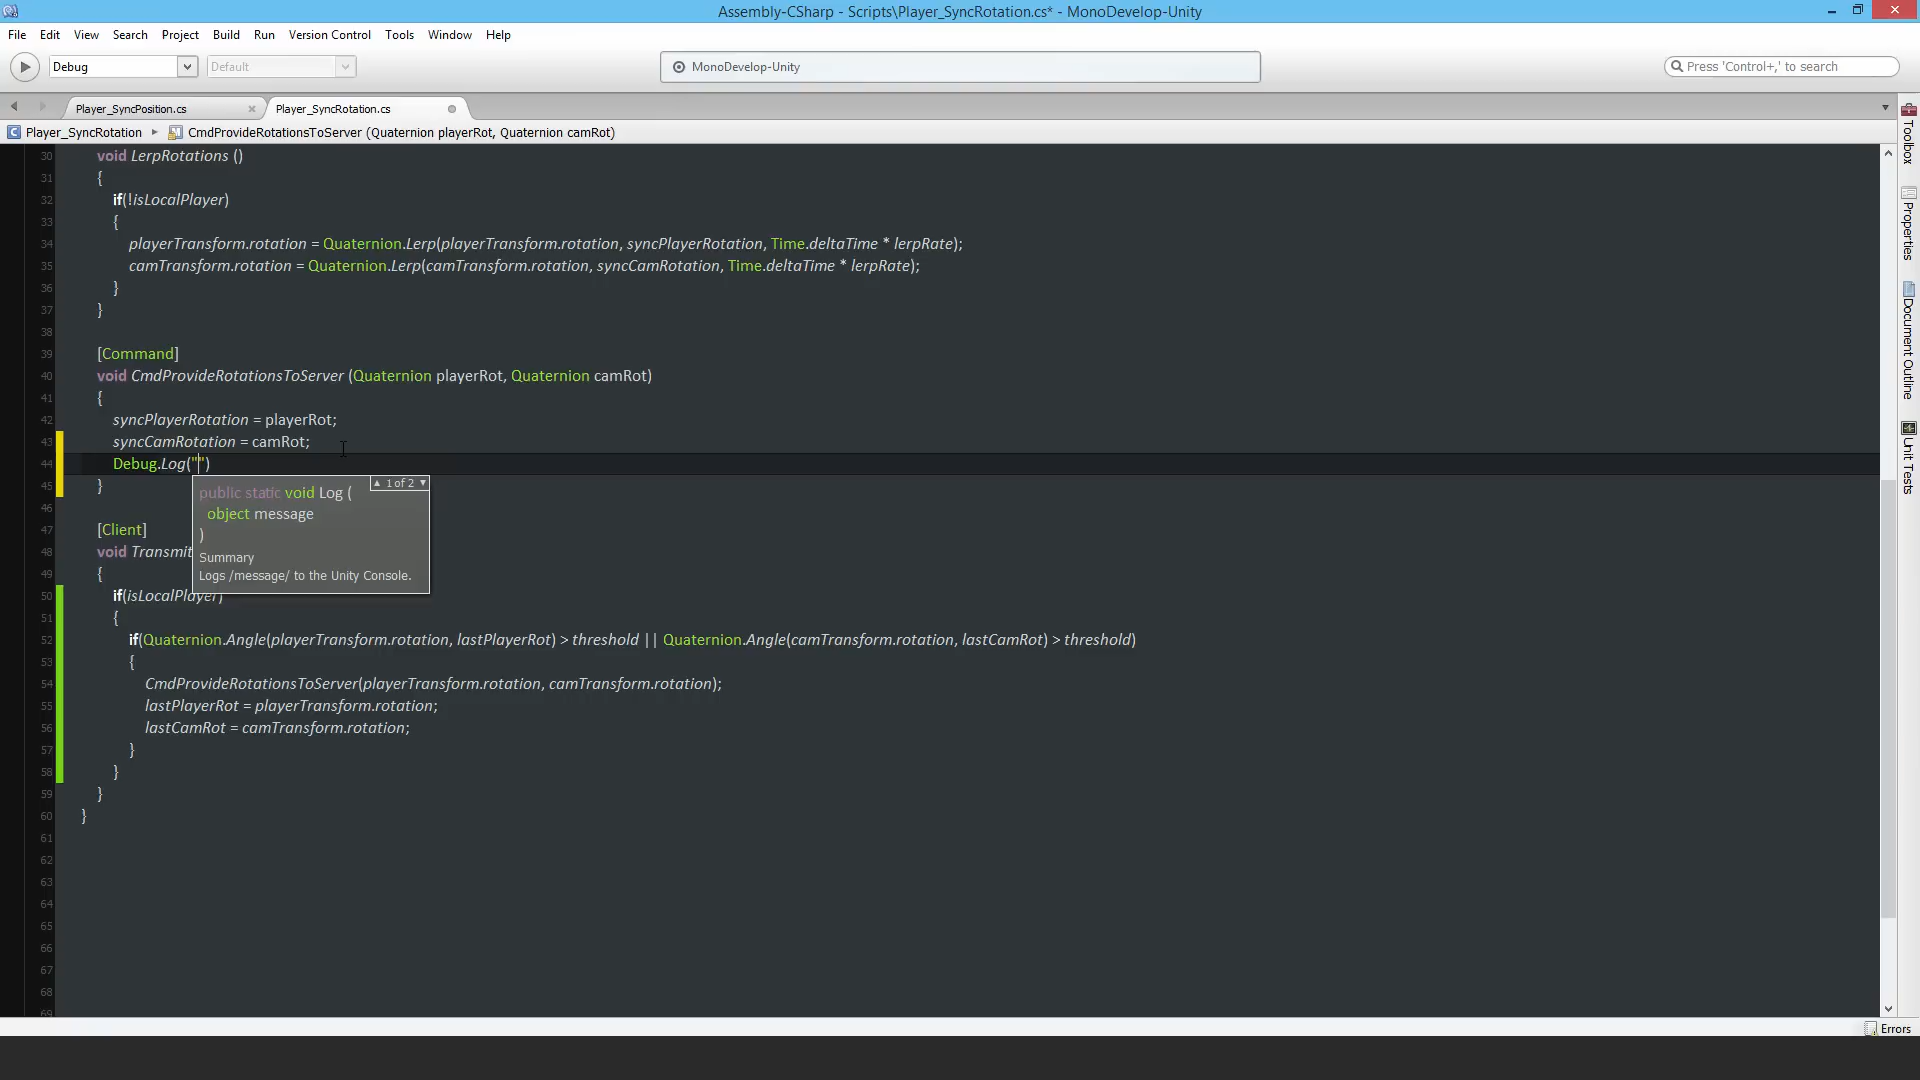 Assembly-CSharp - Scripts\Player_SyncRotation.cs* - MonoDevelop-Unity
File Edit View Search Project Build Run Version Control Tools Window Help
Debug Default MonoDevelop-Unity Press 'Control+,' to search
Player_SyncPosition.cs Player_SyncRotation.cs
Player_SyncRotation CmdProvideRotationsToServer (Quaternion playerRot, Quaternion camRot)
30 void LerpRotations ()
31 {
32 if(!isLocalPlayer)
33 {
34 playerTransform.rotation = Quaternion.Lerp(playerTransform.rotation, syncPlayerRotation, Time.deltaTime * lerpRate);
35 camTransform.rotation = Quaternion.Lerp(camTransform.rotation, syncCamRotation, Time.deltaTime * lerpRate);
36 }
37 }
38
39 [Command]
40 void CmdProvideRotationsToServer (Quaternion playerRot, Quaternion camRot)
41 {
42 syncPlayerRotation = playerRot;
43 syncCamRotation = camRot;
44 Debug.Log("")
45 }
46
47 [Client]
48 void Transmit
49 {
50 if(isLocalPlayer)
51 {
52 if(Quaternion.Angle(playerTransform.rotation, lastPlayerRot) > threshold || Quaternion.Angle(camTransform.rotation, lastCamRot) > threshold)
53 {
54 CmdProvideRotationsToServer(playerTransform.rotation, camTransform.rotation);
55 lastPlayerRot = playerTransform.rotation;
56 lastCamRot = camTransform.rotation;
57 }
58 }
59 }
60 }
61
62
63
64
65
66
67
68
69
▲ 1 of 2 ▼
public static void Log (
object message
)
Summary
Logs /message/ to the Unity Console.
Toolbox
Properties
Document Outline
Unit Tests
Errors